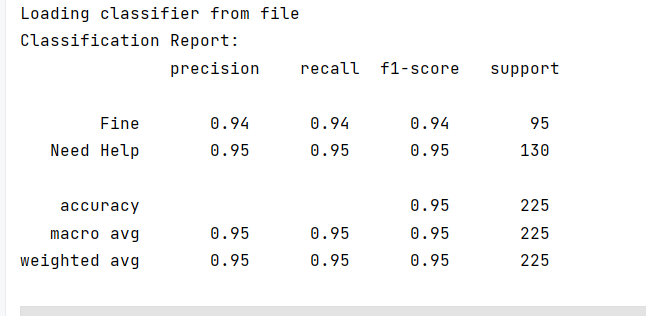 Loading classifier from file
Classification Report:
precision recall f1-score support
Fine 0.94 0.94 0.94 95
Need Help 0.95 0.95 0.95 130
accuracy 0.95 225
macro avg 0.95 0.95 0.95 225
weighted avg 0.95 0.95 0.95 225